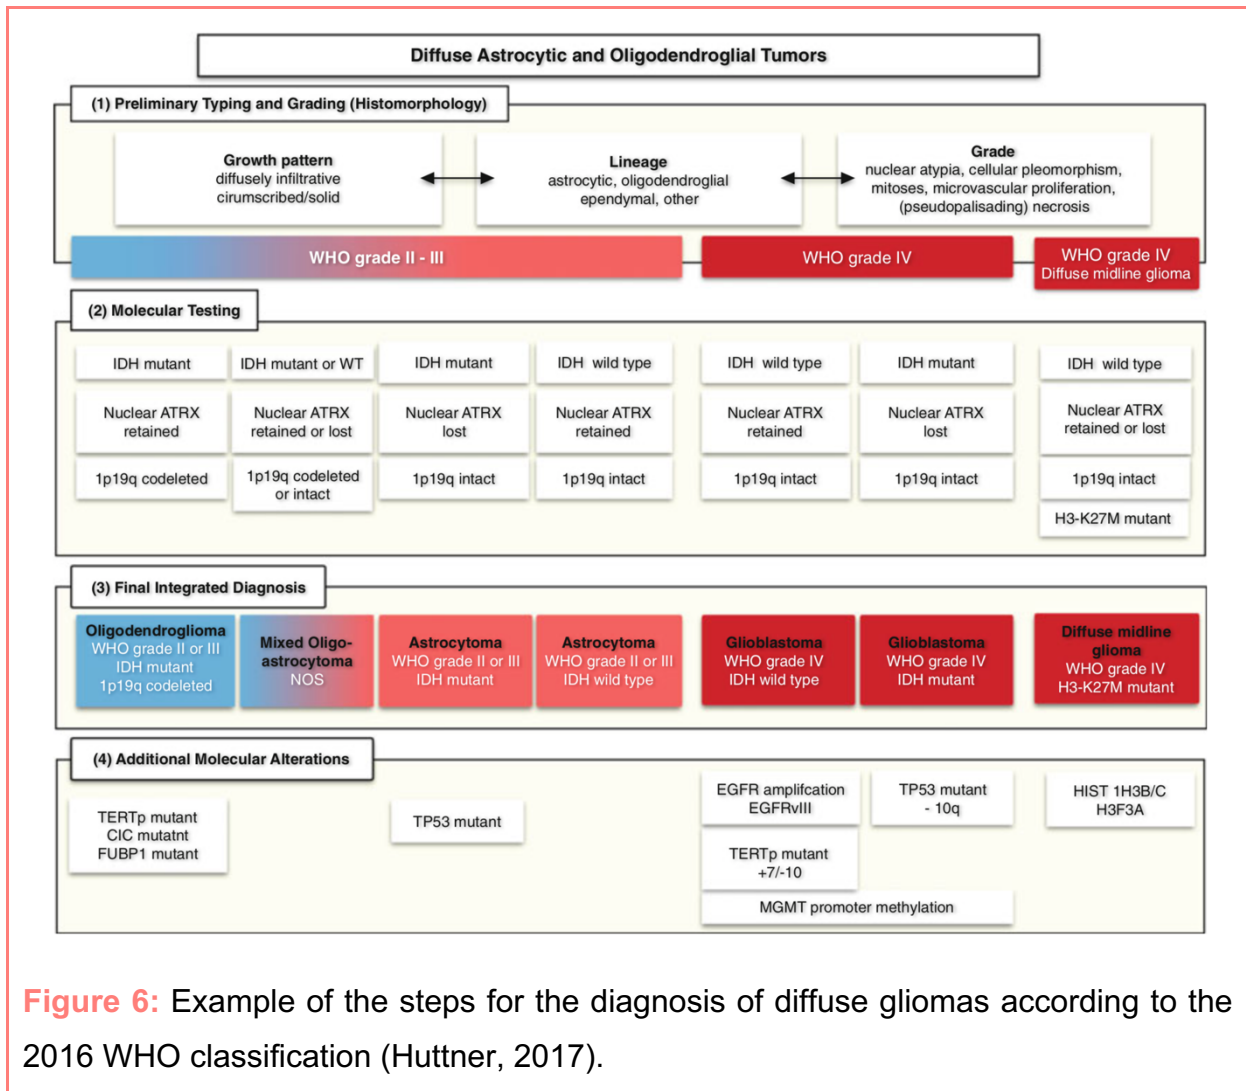 Diffuse Astrocytic and Oligodendroglial Tumors
(1) Preliminary Typing and Grading (Histomorphology)
Growth pattern
diffusely infiltrative
cirumscribed/solid
Lineage
astrocytic, oligodendroglial
ependymal, other
Grade
nuclear atypia, cellular pleomorphism,
mitoses, microvascular proliferation,
(pseudopalisading) necrosis
WHO grade II - III
WHO grade IV
WHO grade IV
Diffuse midline glioma
(2) Molecular Testing
IDH mutant
IDH mutant or WT
IDH mutant
IDH wild type
IDH wild type
IDH mutant
IDH wild type
Nuclear ATRX
retained
Nuclear ATRX
retained or lost
Nuclear ATRX
lost
Nuclear ATRX
retained
Nuclear ATRX
retained
Nuclear ATRX
lost
Nuclear ATRX
retained or lost
1p19q codeleted
1p19q codeleted
or intact
1p19q intact
1p19q intact
1p19q intact
1p19q intact
1p19q intact
H3-K27M mutant
(3) Final Integrated Diagnosis
Oligodendroglioma
WHO grade II or III
IDH mutant
1p19q codeleted
Mixed Oligo-
astrocytoma
NOS
Astrocytoma
WHO grade II or III
IDH mutant
Astrocytoma
WHO grade II or III
IDH wild type
Glioblastoma
WHO grade IV
IDH wild type
Glioblastoma
WHO grade IV
IDH mutant
Diffuse midline
glioma
WHO grade IV
H3-K27M mutant
(4) Additional Molecular Alterations
TERTp mutant
CIC mutatnt
FUBP1 mutant
TP53 mutant
EGFR amplifcation
EGFRvIII
TERTp mutant
+7/-10
TP53 mutant
- 10q
MGMT promoter methylation
HIST 1H3B/C
H3F3A
Figure 6: Example of the steps for the diagnosis of diffuse gliomas according to the
2016 WHO classification (Huttner, 2017).